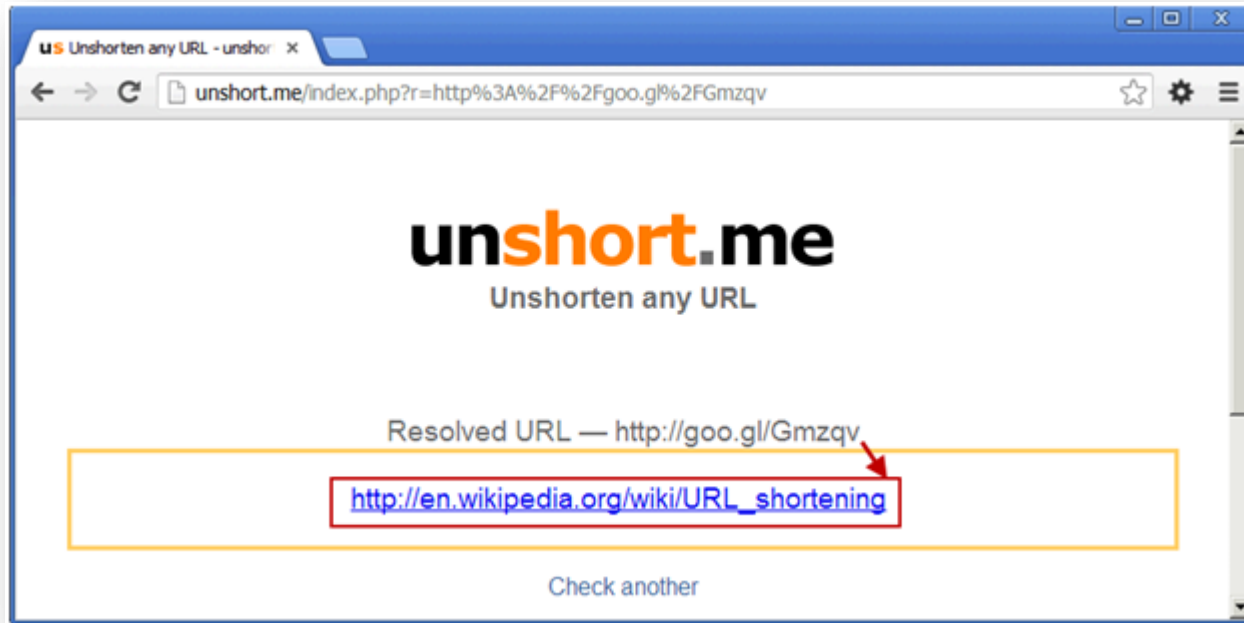 us Unshorten any URL - unshor
unshort.me/index.php?r=http%3A%2F%2Fgoo.gl%2FGmzqv
unshort.me
Unshorten any URL
Resolved URL — http://goo.gl/Gmzqv
http://en.wikipedia.org/wiki/URL_shortening
Check another